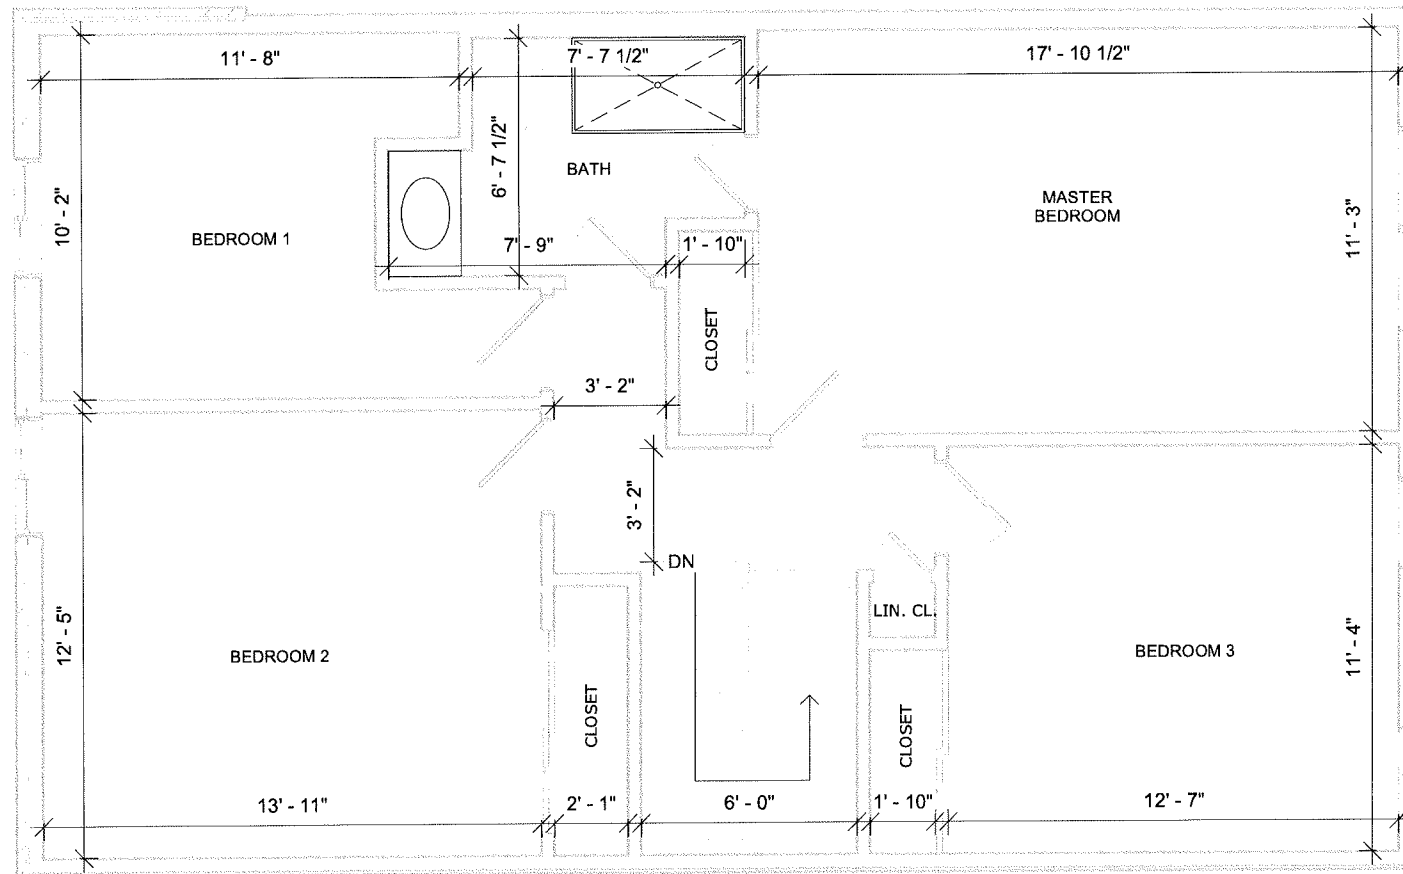 11' - 8"
7' - 7 1/2"
17' - 10 1/2"
6' - 7 1/2"
BATH
MASTER
BEDROOM
10' - 2"
11' - 3"
BEDROOM 1
7' - 9"
1' - 10"
CLOSET
3' - 2"
3' - 2"
DN
LIN. CL.
12' - 5"
BEDROOM 2
BEDROOM 3
11' - 4"
CLOSET
CLOSET
13' - 11"
2' - 1"
6' - 0"
1' - 10"
12' - 7"